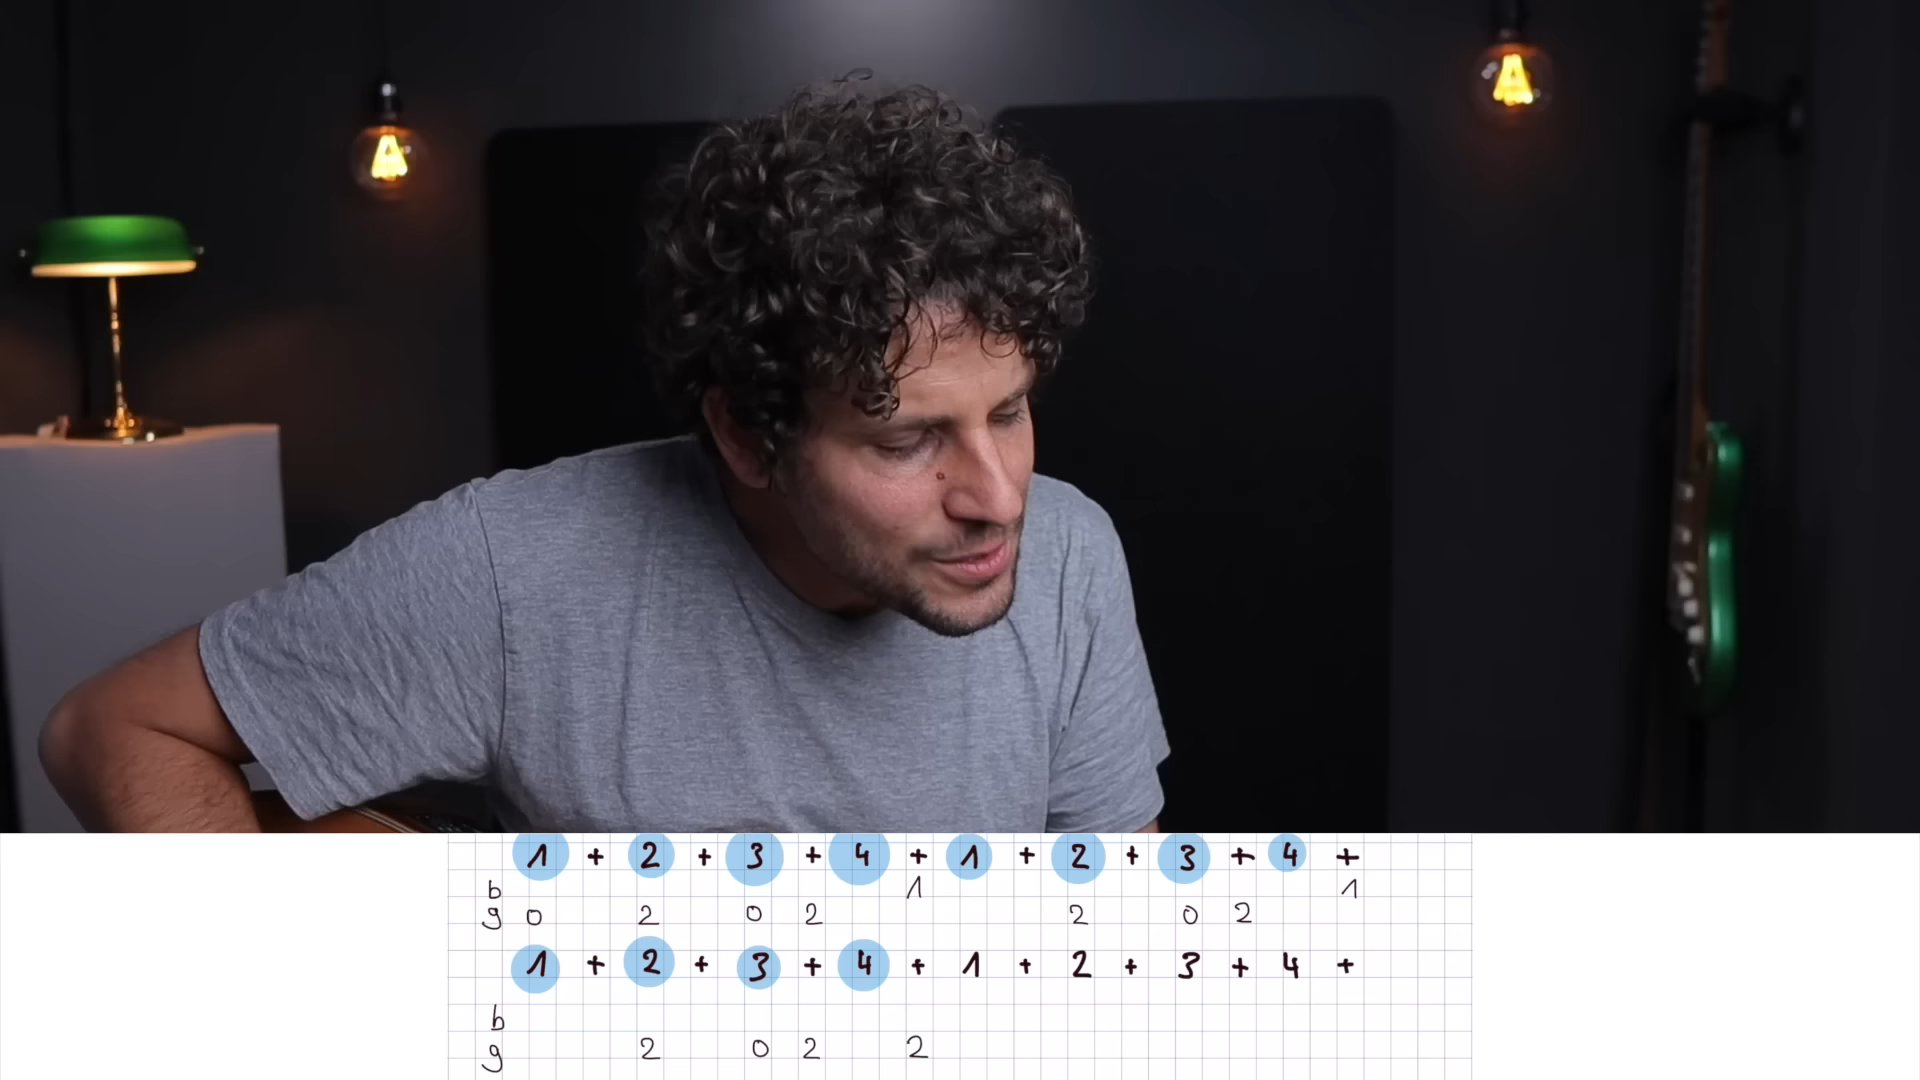 1 + 2 + 3 + 4 + 1 + 2 + 3 + 4 +
b 1 1
g 0 2 0 2 2 0 2
1 + 2 + 3 + 4 + 1 + 2 + 3 + 4 +
b
g 2 0 2 2